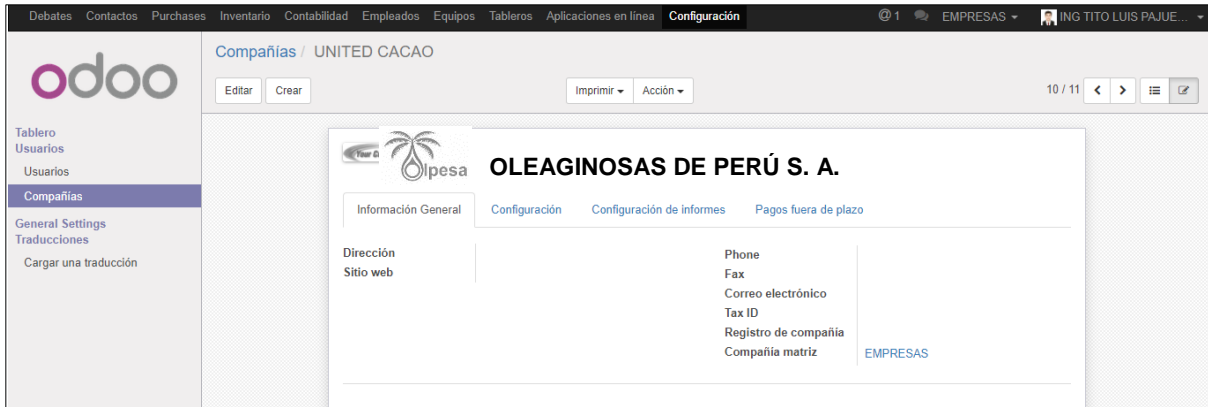 Debates Contactos Purchases Inventario Contabilidad Empleados Equipos Tableros Aplicaciones en línea Configuración @ 1 EMPRESAS ING TITO LUIS PAJUE...
odoo
Compañías / UNITED CACAO
Editar Crear Imprimir Acción 10 / 11
Tablero
Usuarios
Usuarios
Compañías
General Settings
Traducciones
Cargar una traducción
Your
Olpesa
OLEAGINOSAS DE PERÚ S. A.
Información General Configuración Configuración de informes Pagos fuera de plazo
Dirección
Sitio web
Phone
Fax
Correo electrónico
Tax ID
Registro de compañía
Compañía matriz EMPRESAS